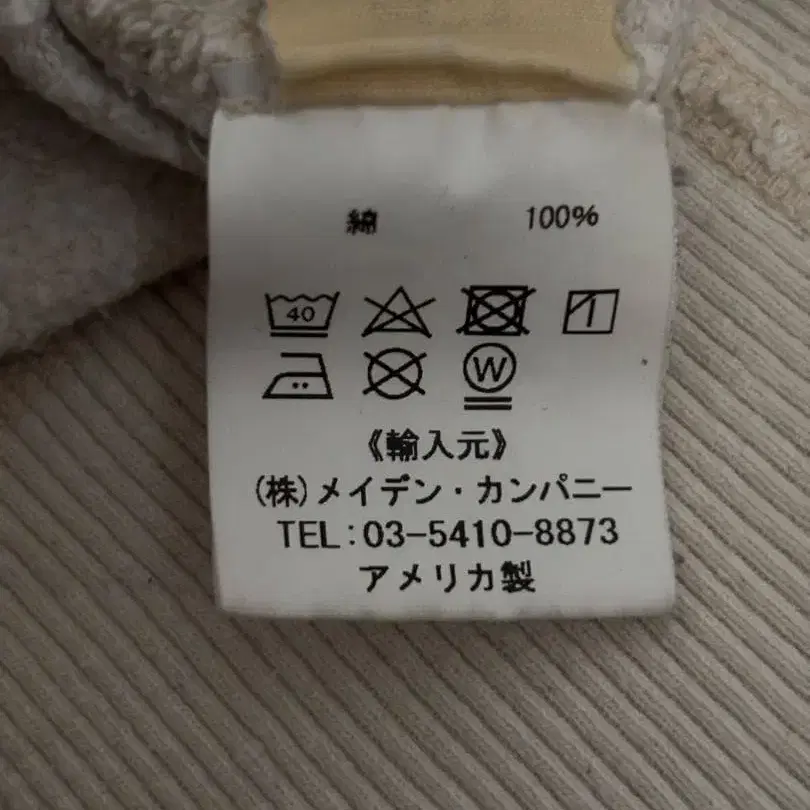 綿 100%
40
W
《輸入元》
(株)メイデン・カンパニー
TEL:03-5410-8873
アメリカ製